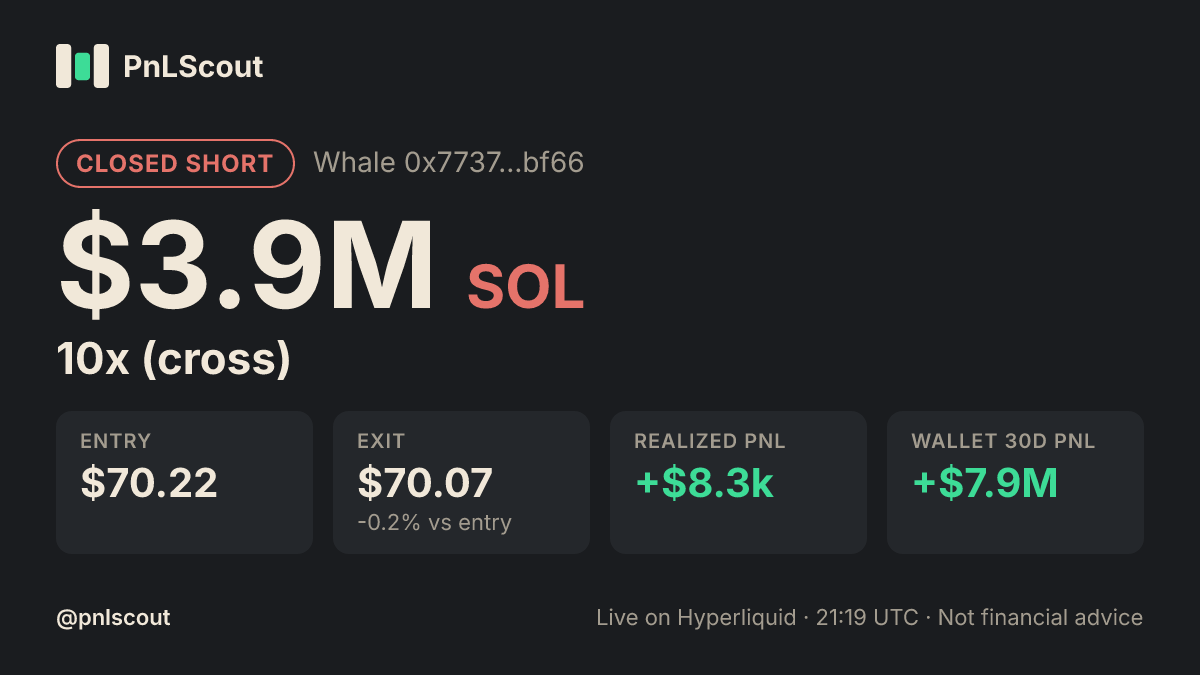 PnLScout
CLOSED SHORT Whale 0x7737...bf66
$3.9M SOL
10x (cross)
ENTRY
$70.22
EXIT
$70.07
-0.2% vs entry
REALIZED PNL
+$8.3k
WALLET 30D PNL
+$7.9M
@pnlscout
Live on Hyperliquid · 21:19 UTC · Not financial advice